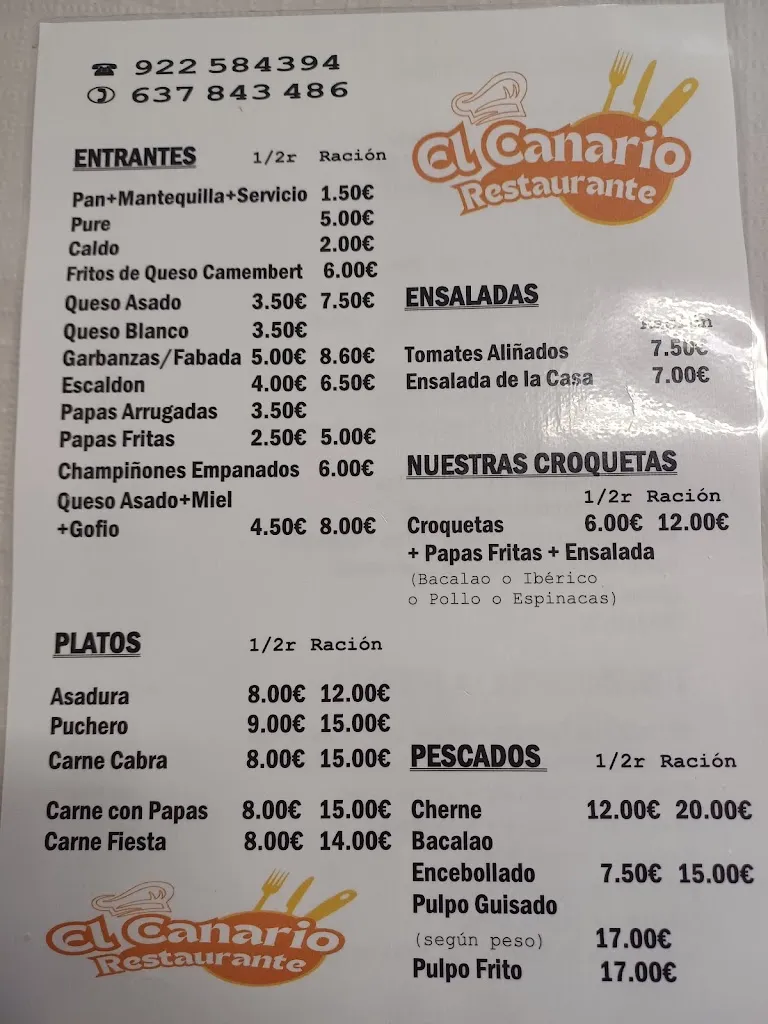 922 584394
637 843 486
El Canario
Restaurante
ENTRANTES 1/2r Ración
Pan+Mantequilla+Servicio 1.50€
Pure 5.00€
Caldo 2.00€
Fritos de Queso Camembert 6.00€
Queso Asado 3.50€ 7.50€
Queso Blanco 3.50€
Garbanzas/Fabada 5.00€ 8.60€
Escaldon 4.00€ 6.50€
Papas Arrugadas 3.50€
Papas Fritas 2.50€ 5.00€
Champiñones Empanados 6.00€
Queso Asado+Miel
+Gofio 4.50€ 8.00€
ENSALADAS
Ración
Tomates Aliñados 7.50€
Ensalada de la Casa 7.00€
NUESTRAS CROQUETAS
1/2r Ración
Croquetas 6.00€ 12.00€
+ Papas Fritas + Ensalada
(Bacalao o Ibérico
o Pollo o Espinacas)
PLATOS 1/2r Ración
Asadura 8.00€ 12.00€
Puchero 9.00€ 15.00€
Carne Cabra 8.00€ 15.00€
Carne con Papas 8.00€ 15.00€
Carne Fiesta 8.00€ 14.00€
PESCADOS 1/2r Ración
Cherne 12.00€ 20.00€
Bacalao
Encebollado 7.50€ 15.00€
Pulpo Guisado
(según peso) 17.00€
Pulpo Frito 17.00€
El Canario
Restaurante